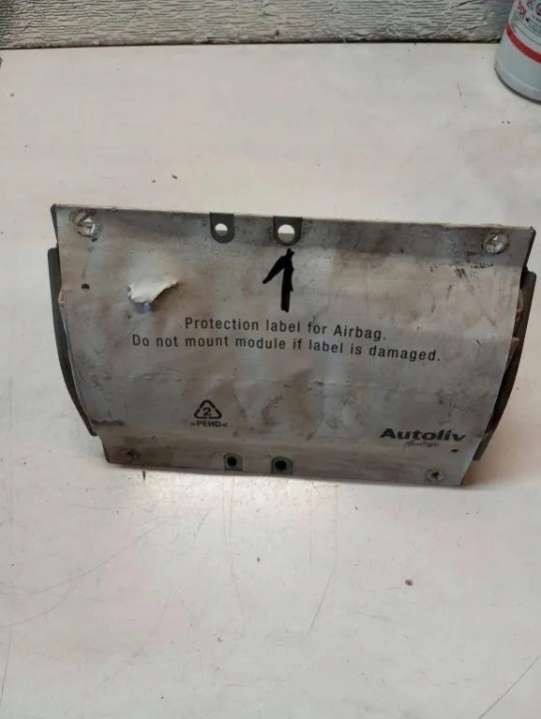 1
Protection label for Airbag.
Do not mount module if label is damaged.
2
»PEHD«
Autoliv